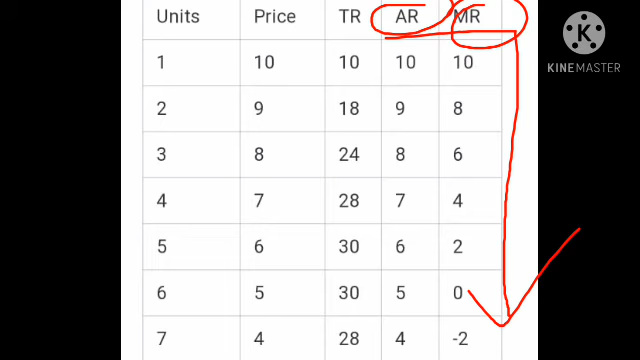 Units Price TR AR MR
1 10 10 10 10
2 9 18 9 8
3 8 24 8 6
4 7 28 7 4
5 6 30 6 2
6 5 30 5 0
7 4 28 4 -2
K
KINEMASTER